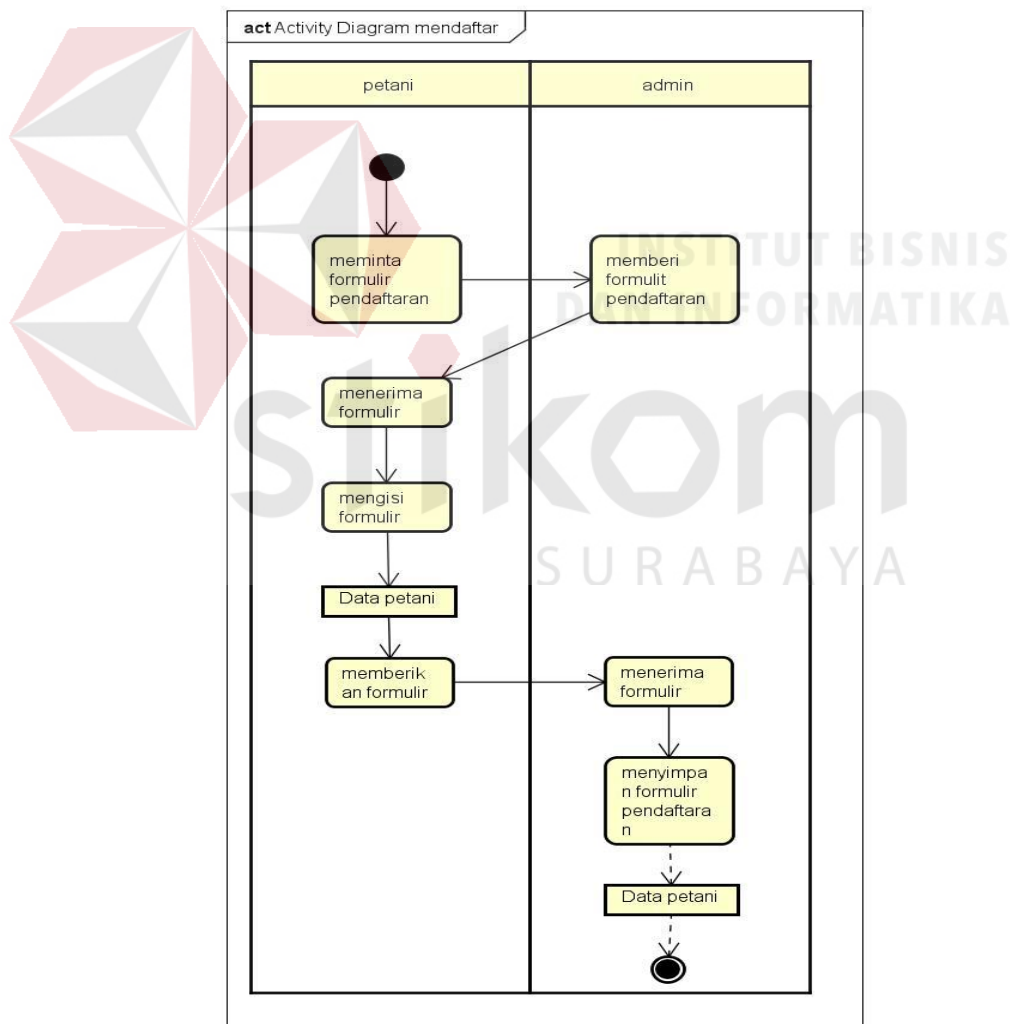 act Activity Diagram mendaftar
petani
admin
meminta
formulir
pendaftaran
memberi
formulit
pendaftaran
INSTITUT BISNIS
DAN INFORMATIKA
menerima
formulir
stikom
mengisi
formulir
SURABAYA
Data petani
memberik
an formulir
menerima
formulir
menyimpa
n formulir
pendaftara
n
Data petani